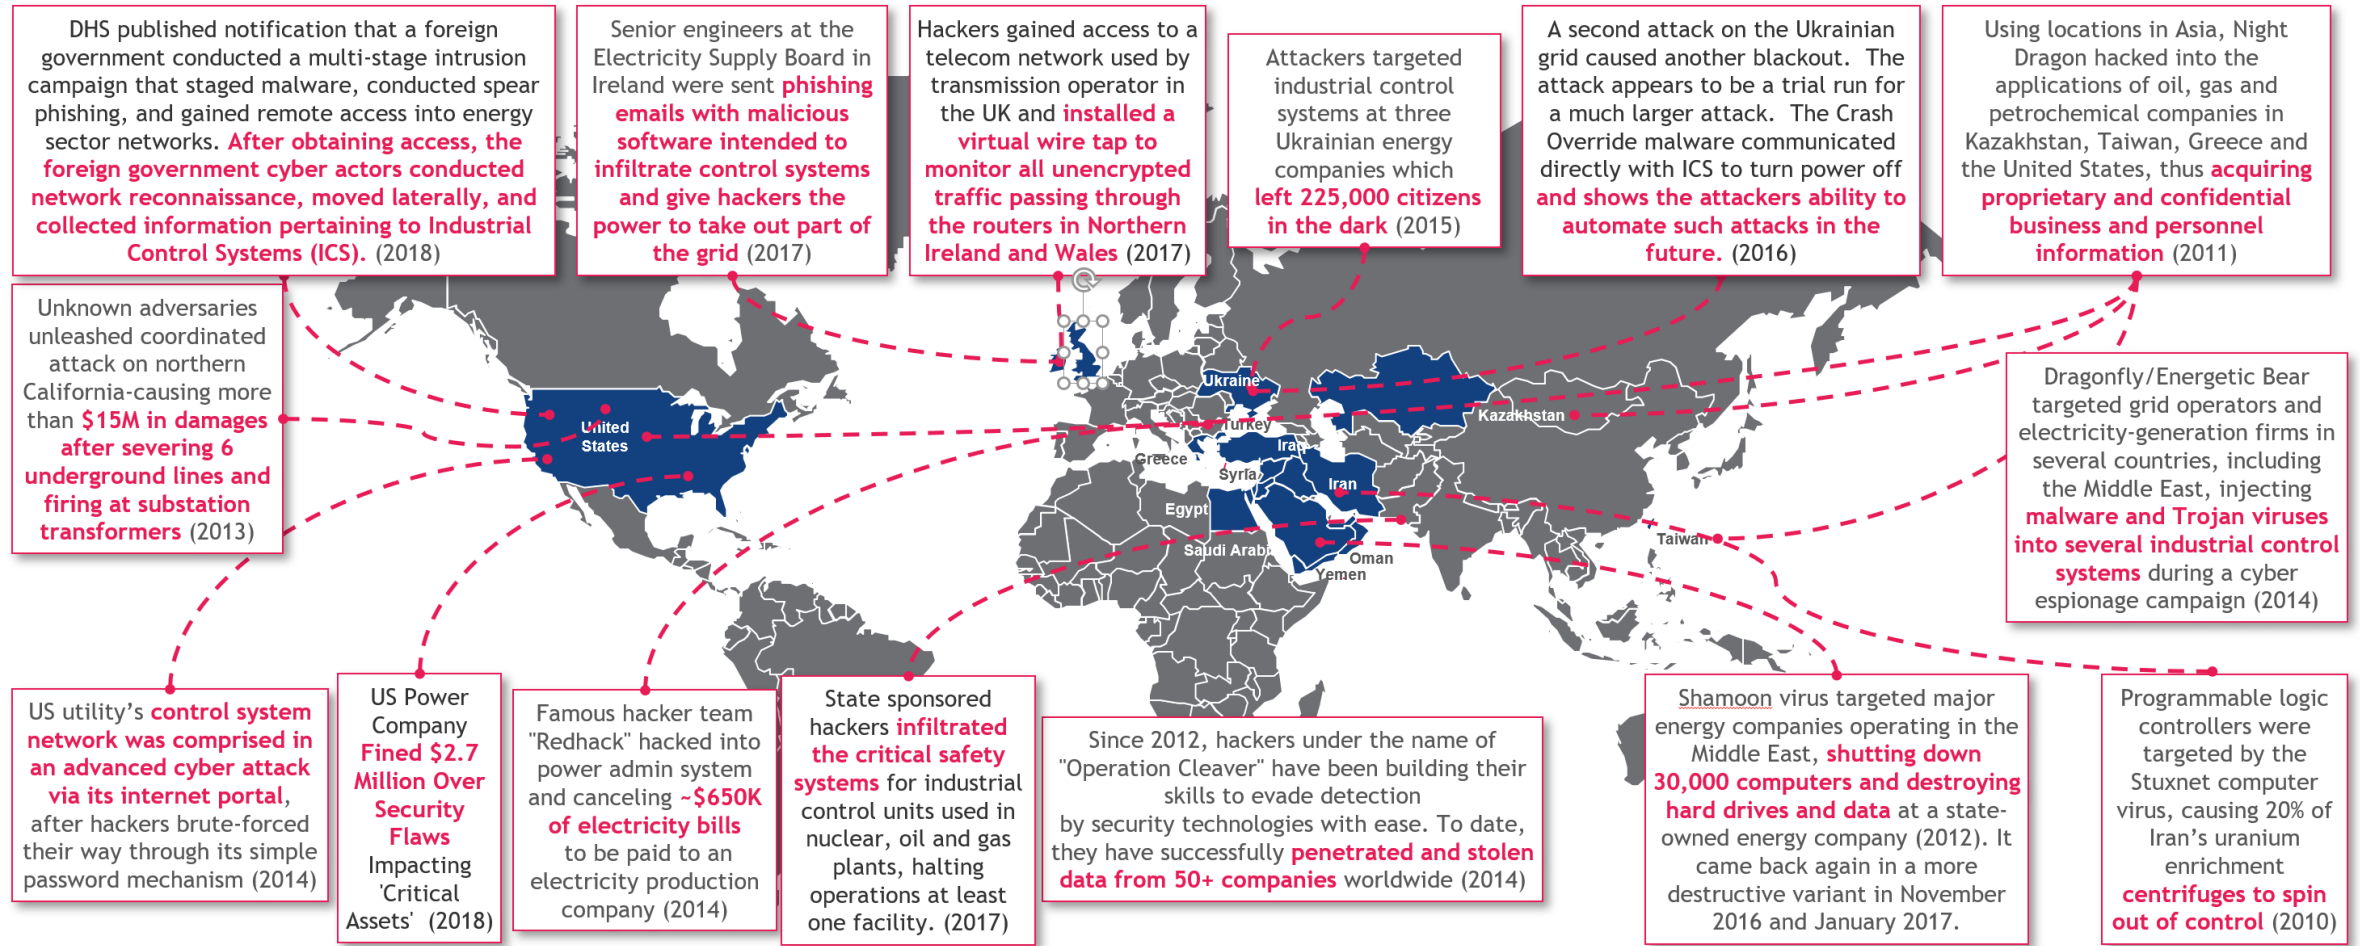 DHS published notification that a foreign
government conducted a multi-stage intrusion
campaign that staged malware, conducted spear
phishing, and gained remote access into energy
sector networks. After obtaining access, the
foreign government cyber actors conducted
network reconnaissance, moved laterally, and
collected information pertaining to Industrial
Control Systems (ICS). (2018)
Senior engineers at the
Electricity Supply Board in
Ireland were sent phishing
emails with malicious
software intended to
infiltrate control systems
and give hackers the
power to take out part of
the grid (2017)
Hackers gained access to a
telecom network used by
transmission operator in
the UK and installed a
virtual wire tap to
monitor all unencrypted
traffic passing through
the routers in Northern
Ireland and Wales (2017)
Attackers targeted
industrial control
systems at three
Ukrainian energy
companies which
left 225,000 citizens
in the dark (2015)
A second attack on the Ukrainian
grid caused another blackout. The
attack appears to be a trial run for
a much larger attack. The Crash
Override malware communicated
directly with ICS to turn power off
and shows the attackers ability to
automate such attacks in the
future. (2016)
Using locations in Asia, Night
Dragon hacked into the
applications of oil, gas and
petrochemical companies in
Kazakhstan, Taiwan, Greece and
the United States, thus acquiring
proprietary and confidential
business and personnel
information (2011)
Unknown adversaries
unleashed coordinated
attack on northern
California-causing more
than $15M in damages
after severing 6
underground lines and
firing at substation
transformers (2013)
Dragonfly/Energetic Bear
targeted grid operators and
electricity-generation firms in
several countries, including
the Middle East, injecting
malware and Trojan viruses
into several industrial control
systems during a cyber
espionage campaign (2014)
United
States
Ukraine
Kazakhstan
Turkey
Greece
Iraq
Syria
Iran
Egypt
Saudi Arabi
Oman
Yemen
Taiwan
US utility's control system
network was comprised in
an advanced cyber attack
via its internet portal,
after hackers brute-forced
their way through its simple
password mechanism (2014)
US Power
Company
Fined $2.7
Million Over
Security
Flaws
Impacting
'Critical
Assets' (2018)
Famous hacker team
"Redhack" hacked into
power admin system
and canceling ~$650K
of electricity bills
to be paid to an
electricity production
company (2014)
State sponsored
hackers infiltrated
the critical safety
systems for industrial
control units used in
nuclear, oil and gas
plants, halting
operations at least
one facility. (2017)
Since 2012, hackers under the name of
"Operation Cleaver" have been building their
skills to evade detection
by security technologies with ease. To date,
they have successfully penetrated and stolen
data from 50+ companies worldwide (2014)
Shamoon virus targeted major
energy companies operating in the
Middle East, shutting down
30,000 computers and destroying
hard drives and data at a state-
owned energy company (2012). It
came back again in a more
destructive variant in November
2016 and January 2017.
Programmable logic
controllers were
targeted by the
Stuxnet computer
virus, causing 20% of
Iran's uranium
enrichment
centrifuges to spin
out of control (2010)